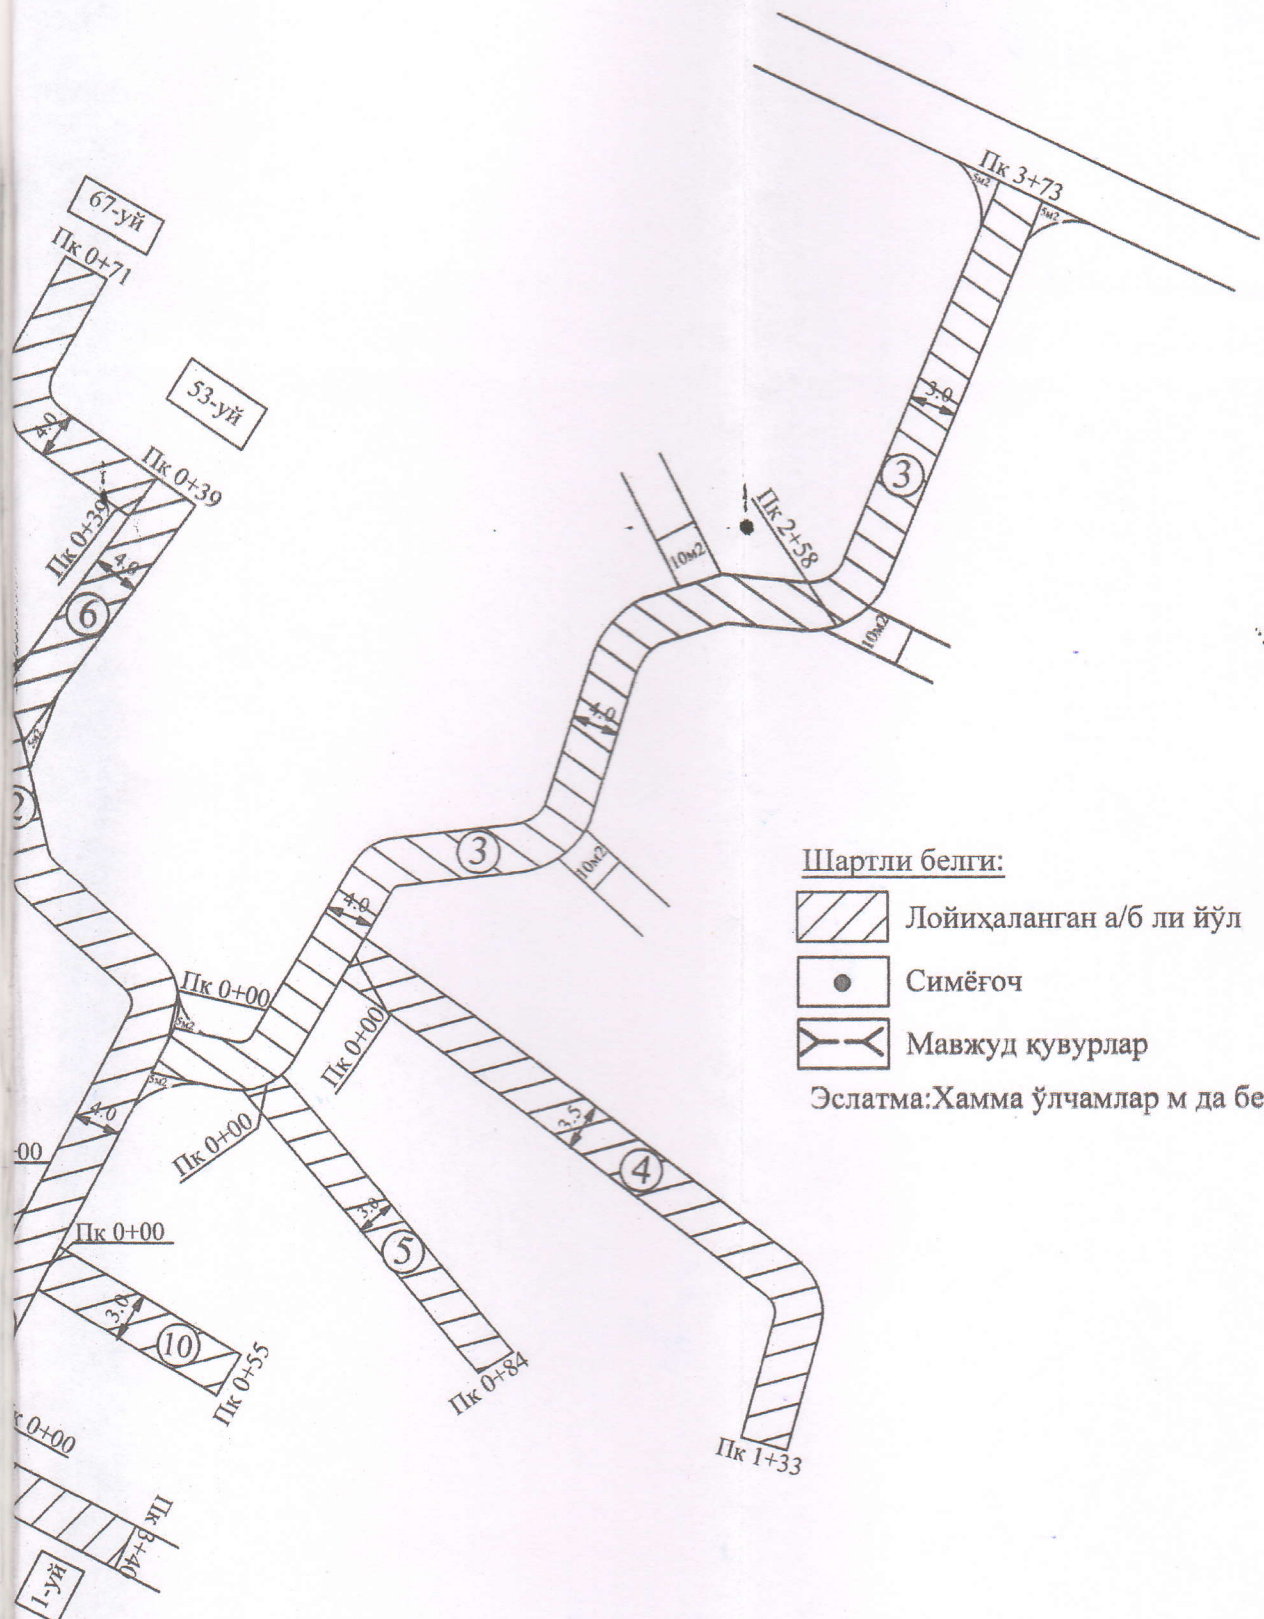 Пк 3+73
5м2
5м2
67-уй
Пк 0+71
53-уй
3.0
4.0
Пк 0+39
3
Пк 0+39
Пк 2+58
10м2
4.0
6
10м2
4.0
5м2
2
3
10м2
Шартли белги:
Лойиҳаланган а/б ли йўл
Симёғоч
Мавжуд қувурлар
Эслатма:Хамма ўлчамлар м да бе
4.0
Пк 0+00
5м2
Пк 0+00
5м2
4.0
3.5
Пк 0+00
-00
4
3.0
5
Пк 0+00
3.0
10
Пк 0+55
Пк 0+84
к 0+00
Пк 1+33
Пк 3+40
1-уй